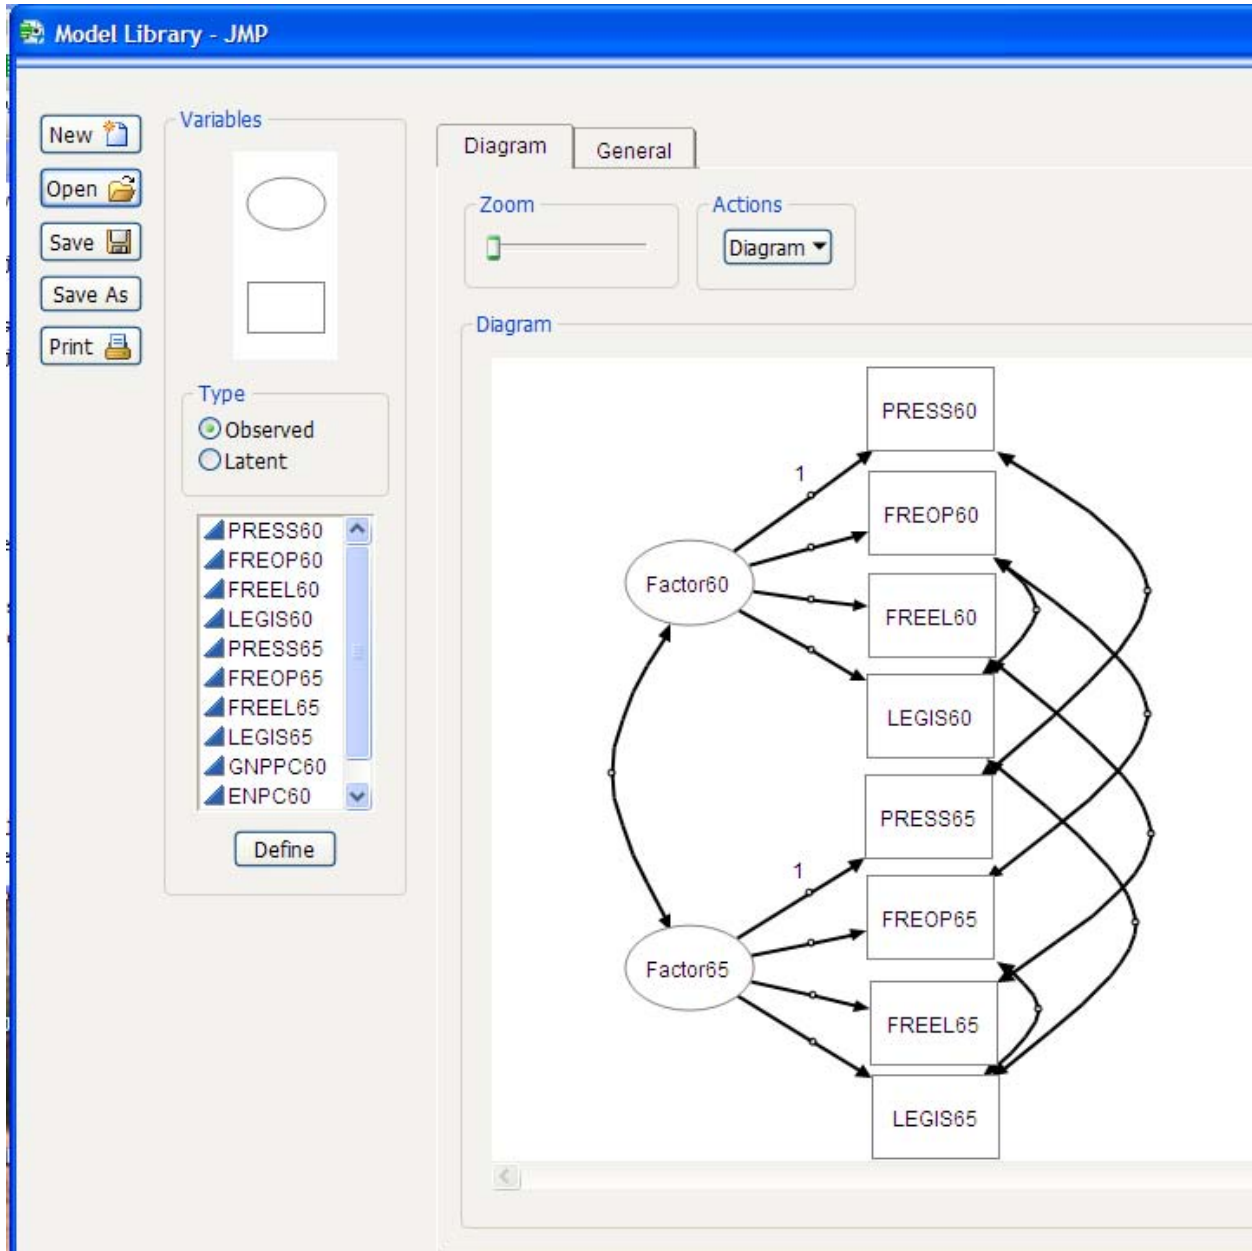 Model Library - JMP
New
Open
Save
Save As
Print
Variables
Type
Observed
Latent
PRESS60
FREOP60
FREEL60
LEGIS60
PRESS65
FREOP65
FREEL65
LEGIS65
GNPPC60
ENPC60
Define
Diagram
General
Zoom
Actions
Diagram
Diagram
PRESS60
1
FREOP60
Factor60
FREEL60
LEGIS60
PRESS65
1
FREOP65
Factor65
FREEL65
LEGIS65